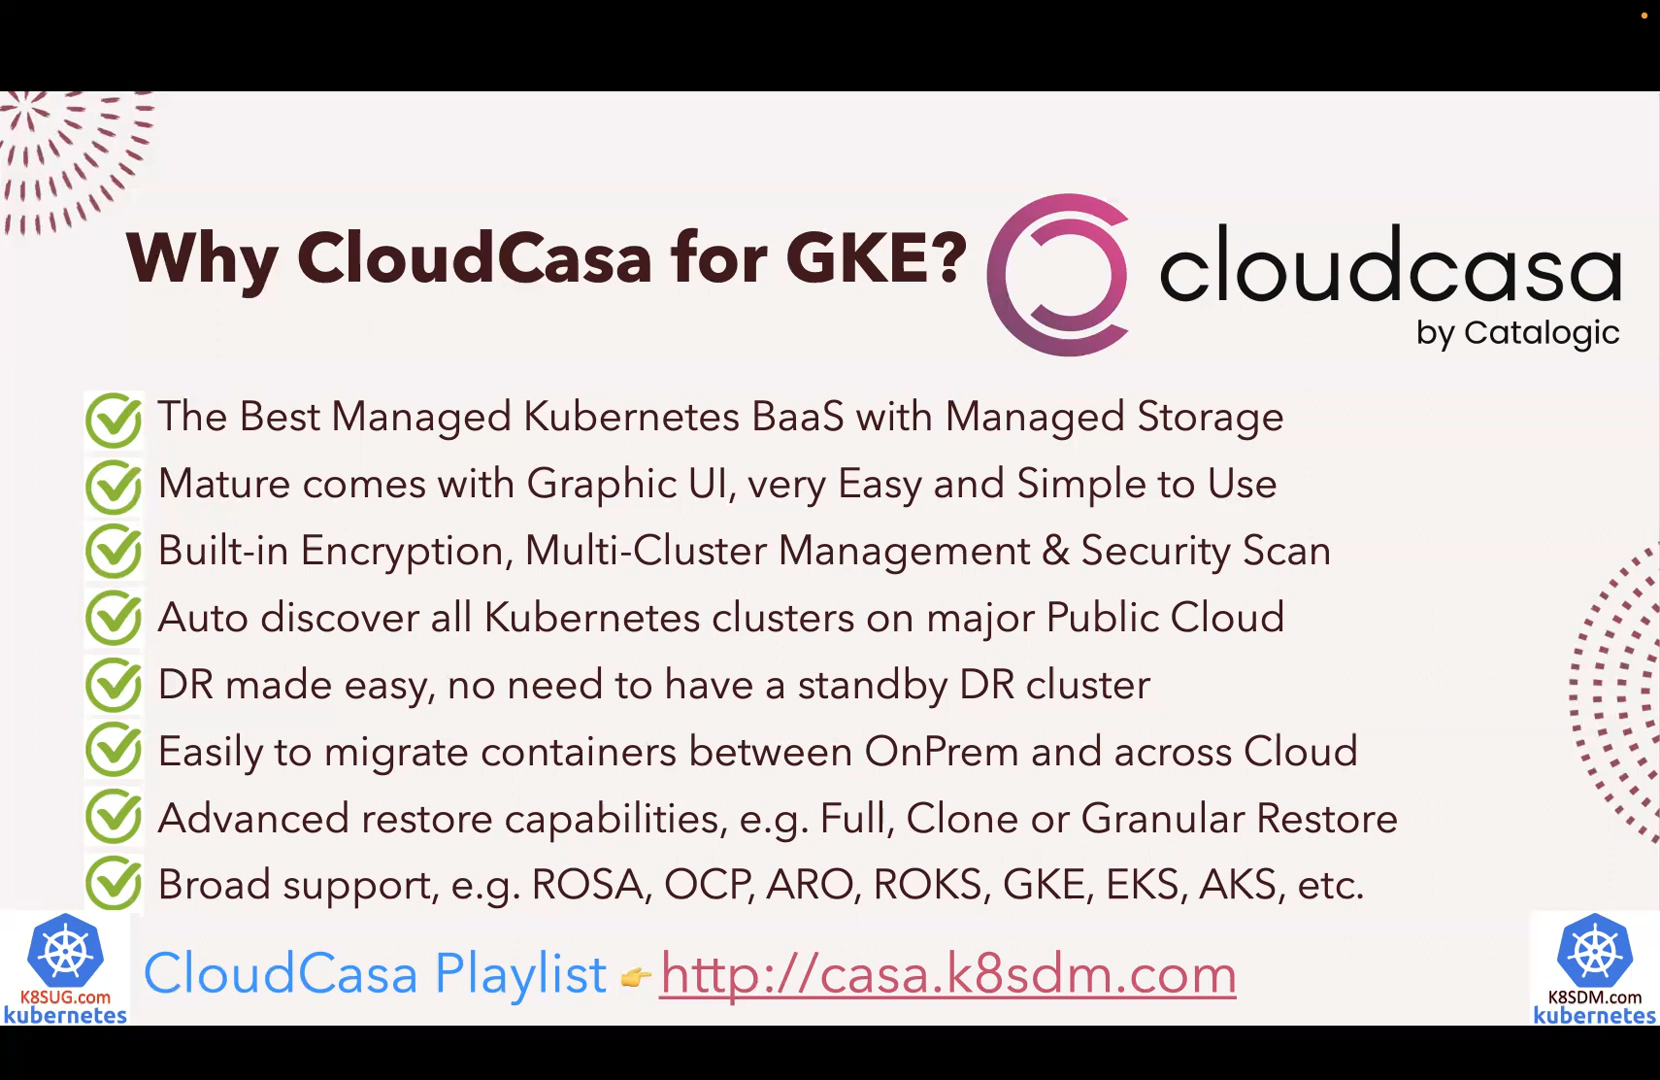 Why CloudCasa for GKE?
cloudcasa
by Catalogic
The Best Managed Kubernetes BaaS with Managed Storage
Mature comes with Graphic UI, very Easy and Simple to Use
Built-in Encryption, Multi-Cluster Management & Security Scan
Auto discover all Kubernetes clusters on major Public Cloud
DR made easy, no need to have a standby DR cluster
Easily to migrate containers between OnPrem and across Cloud
Advanced restore capabilities, e.g. Full, Clone or Granular Restore
Broad support, e.g. ROSA, OCP, ARO, ROKS, GKE, EKS, AKS, etc.
CloudCasa Playlist 👉 http://casa.k8sdm.com
K8SUG.com
kubernetes
K8SDM.com
kubernetes